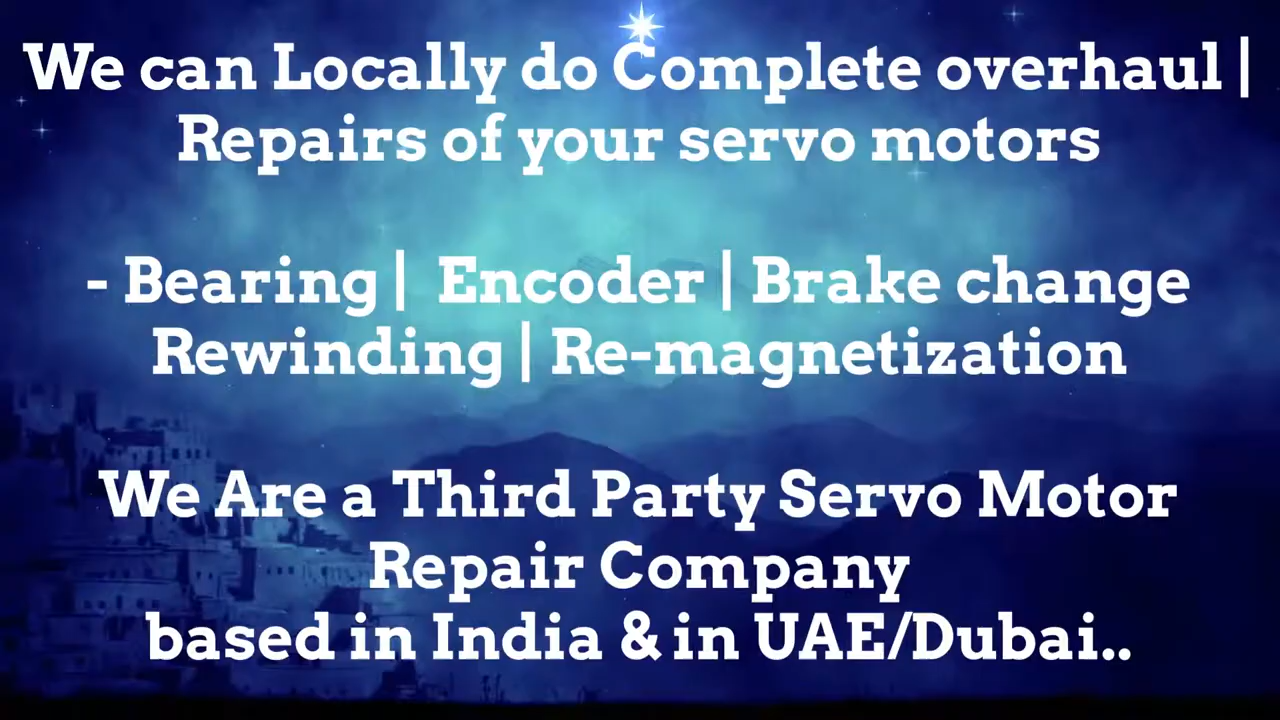 We can Locally do Complete overhaul |
Repairs of your servo motors
- Bearing | Encoder | Brake change
Rewinding | Re-magnetization
We Are a Third Party Servo Motor
Repair Company
based in India & in UAE/Dubai..